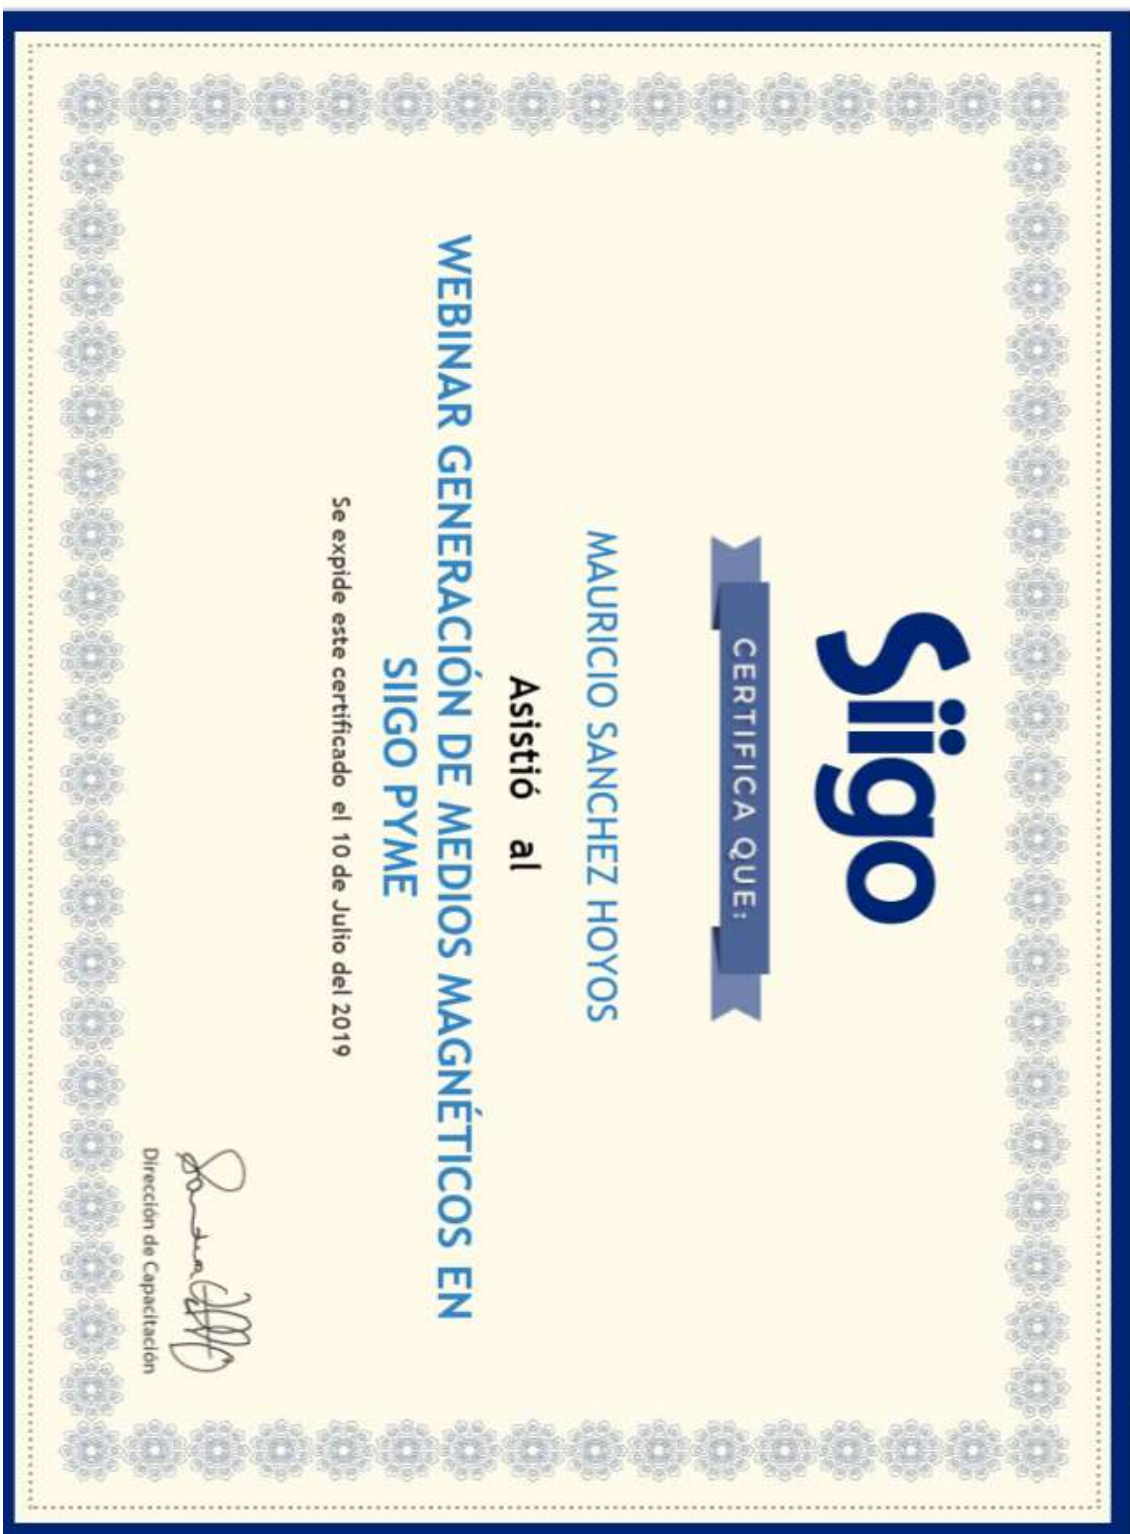 Siigo
CERTIFICA QUE:
MAURICIO SANCHEZ HOYOS
Asistió al
WEBINAR GENERACIÓN DE MEDIOS MAGNÉTICOS EN
SIIGO PYME
Se expide este certificado el 10 de Julio del 2019
Dirección de Capacitación